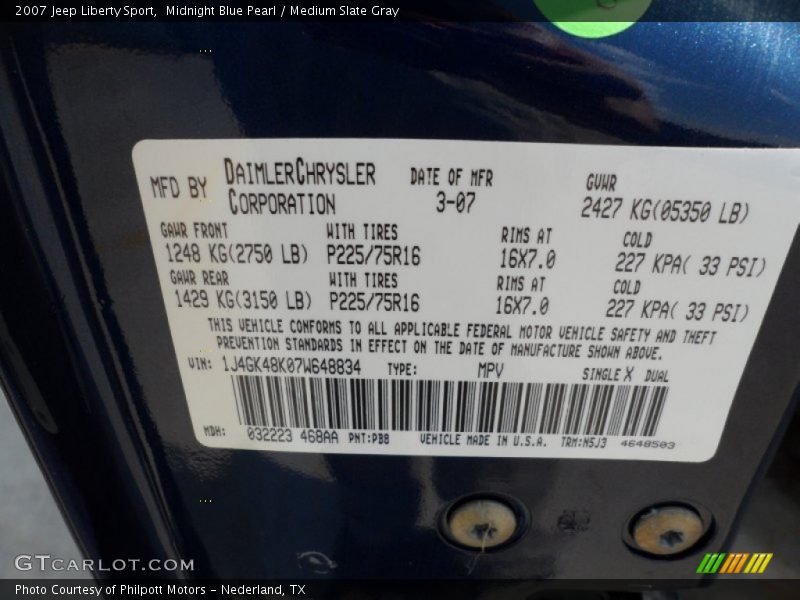 2007 Jeep Liberty Sport,  Midnight Blue Pearl / Medium Slate Gray
MFD BY DAIMLERCHRYSLER CORPORATION DATE OF MFR 3-07 GVWR 2427 KG(05350 LB)
GAWR FRONT WITH TIRES RIMS AT COLD
1248 KG(2750 LB) P225/75R16 16X7.0 227 KPA( 33 PSI)
GAWR REAR WITH TIRES RIMS AT COLD
1429 KG(3150 LB) P225/75R16 16X7.0 227 KPA( 33 PSI)
THIS VEHICLE CONFORMS TO ALL APPLICABLE FEDERAL MOTOR VEHICLE SAFETY AND THEFT
PREVENTION STANDARDS IN EFFECT ON THE DATE OF MANUFACTURE SHOWN ABOVE.
VIN: 1J4GK48K07W648834 TYPE: MPV SINGLE X DUAL
MDH: 032223 468AA PNT:PB8 VEHICLE MADE IN U.S.A. TRM:N5J3 4648503
GTCARLOT.COM
Photo Courtesy of Philpott Motors - Nederland, TX